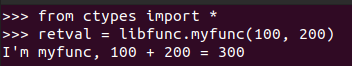 >>> from ctypes import *
>>> retval = libfunc.myfunc(100, 200)
I'm myfunc, 100 + 200 = 300